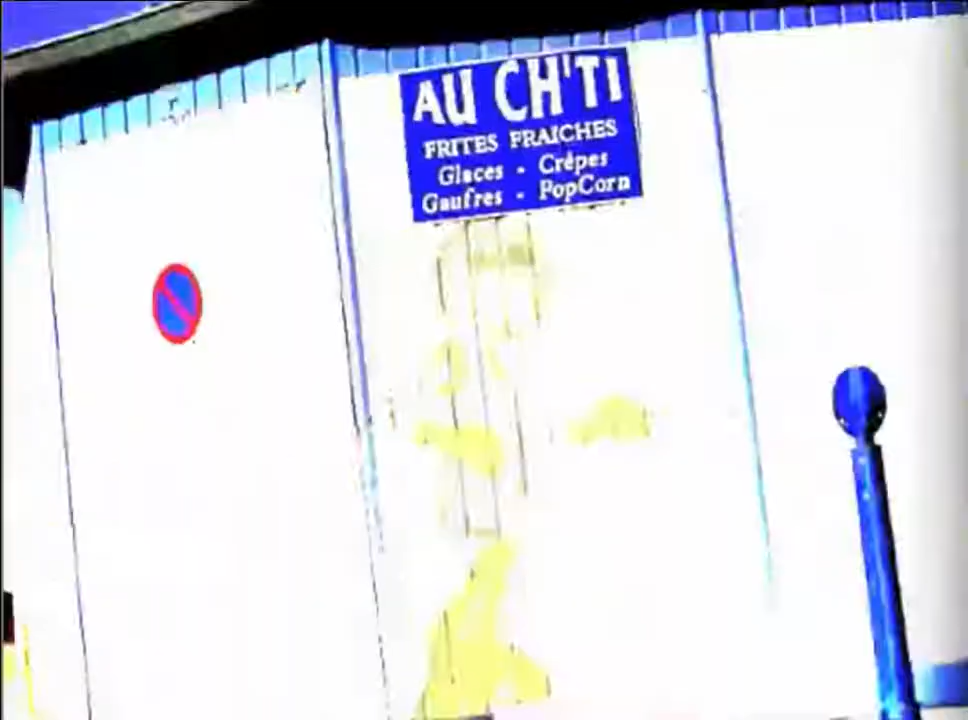 AU CH'TI
FRITES FRAICHES
Glaces - Crêpes
Gaufres - PopCorn